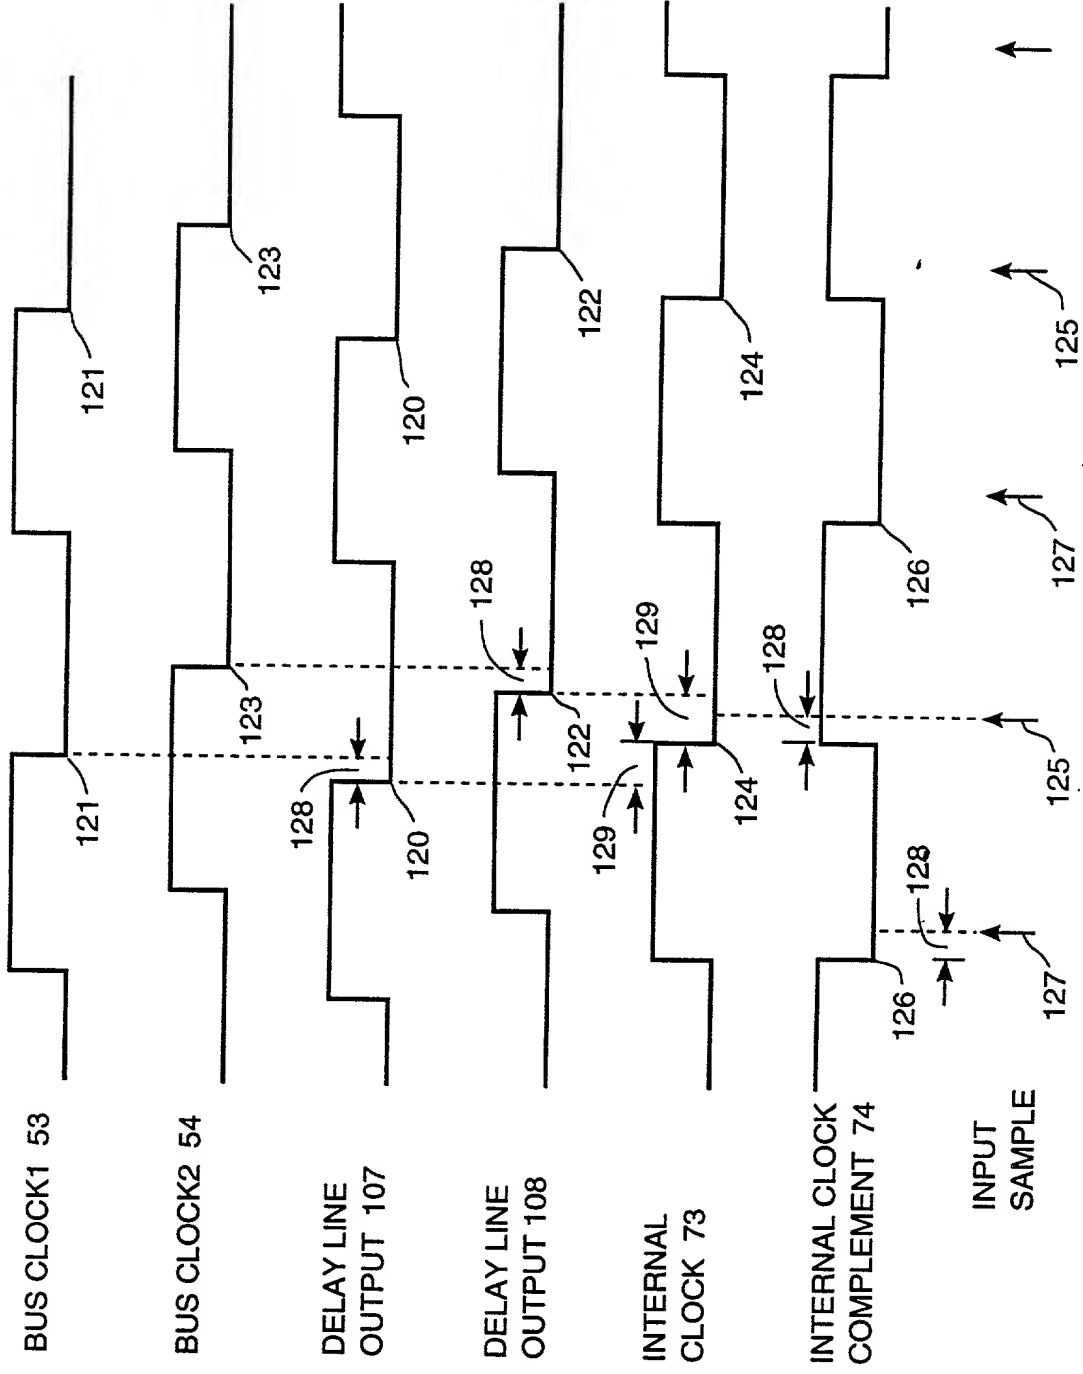 BUS CLOCK1 53
121
121
BUS CLOCK2 54
123
123
DELAY LINE
OUTPUT 107
128
120
120
DELAY LINE
OUTPUT 108
128
122
122
INTERNAL
CLOCK 73
129
129
124
124
INTERNAL CLOCK
COMPLEMENT 74
128
126
126
128
INPUT
SAMPLE
127
125
127
125